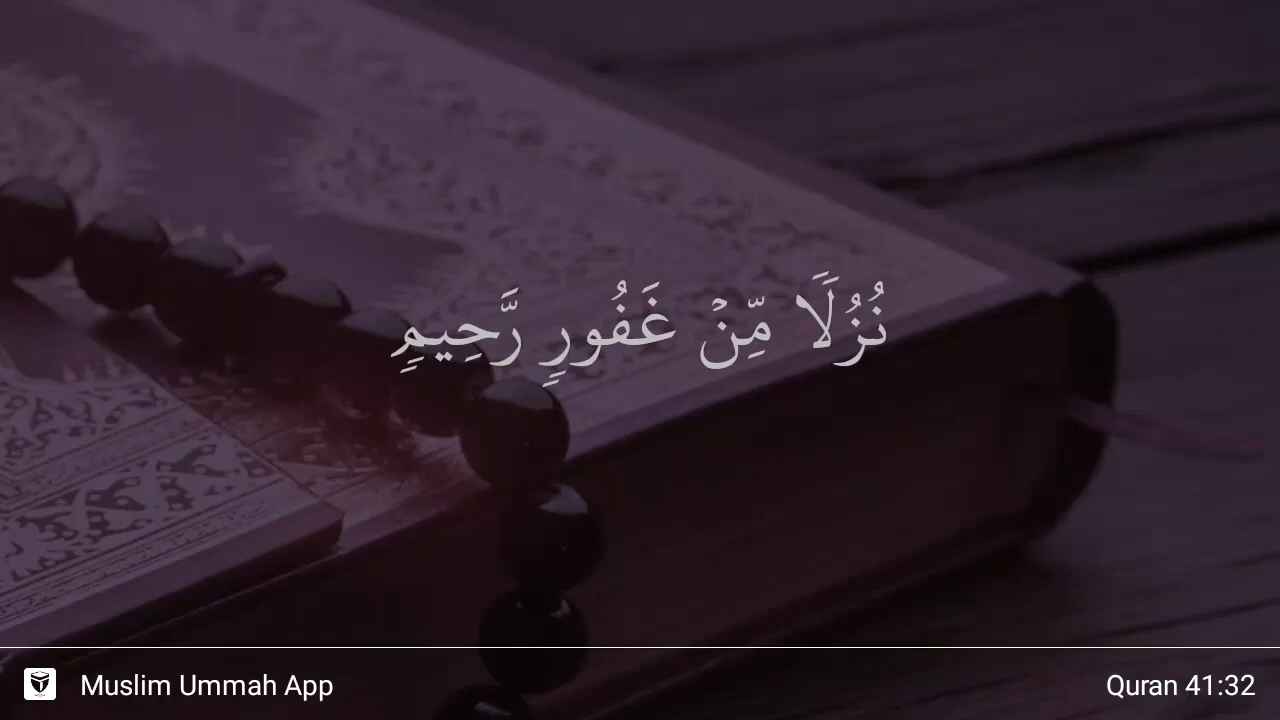 نُزُلَا مِّنۡ غَفُورِ رَّحِيمِ
Muslim Ummah App
Quran 41:32